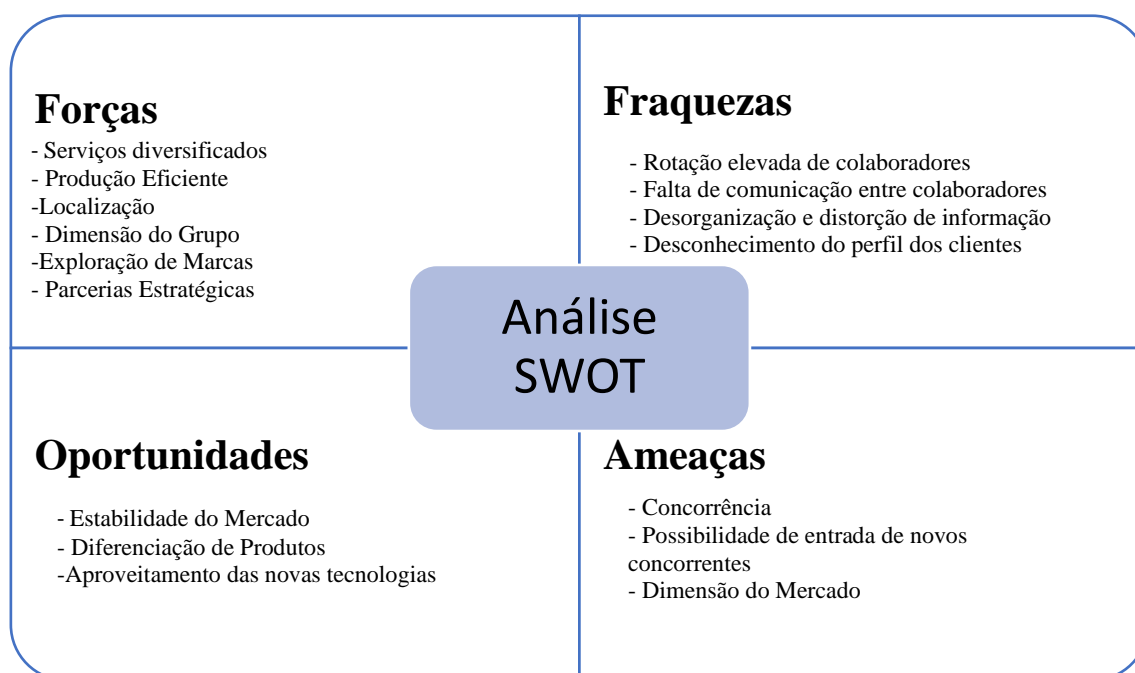 Forças
- Serviços diversificados
- Produção Eficiente
-Localização
- Dimensão do Grupo
-Exploração de Marcas
- Parcerias Estratégicas
Fraquezas
- Rotação elevada de colaboradores
- Falta de comunicação entre colaboradores
- Desorganização e distorção de informação
- Desconhecimento do perfil dos clientes
Análise
SWOT
Oportunidades
- Estabilidade do Mercado
- Diferenciação de Produtos
-Aproveitamento das novas tecnologias
Ameaças
- Concorrência
- Possibilidade de entrada de novos
concorrentes
- Dimensão do Mercado